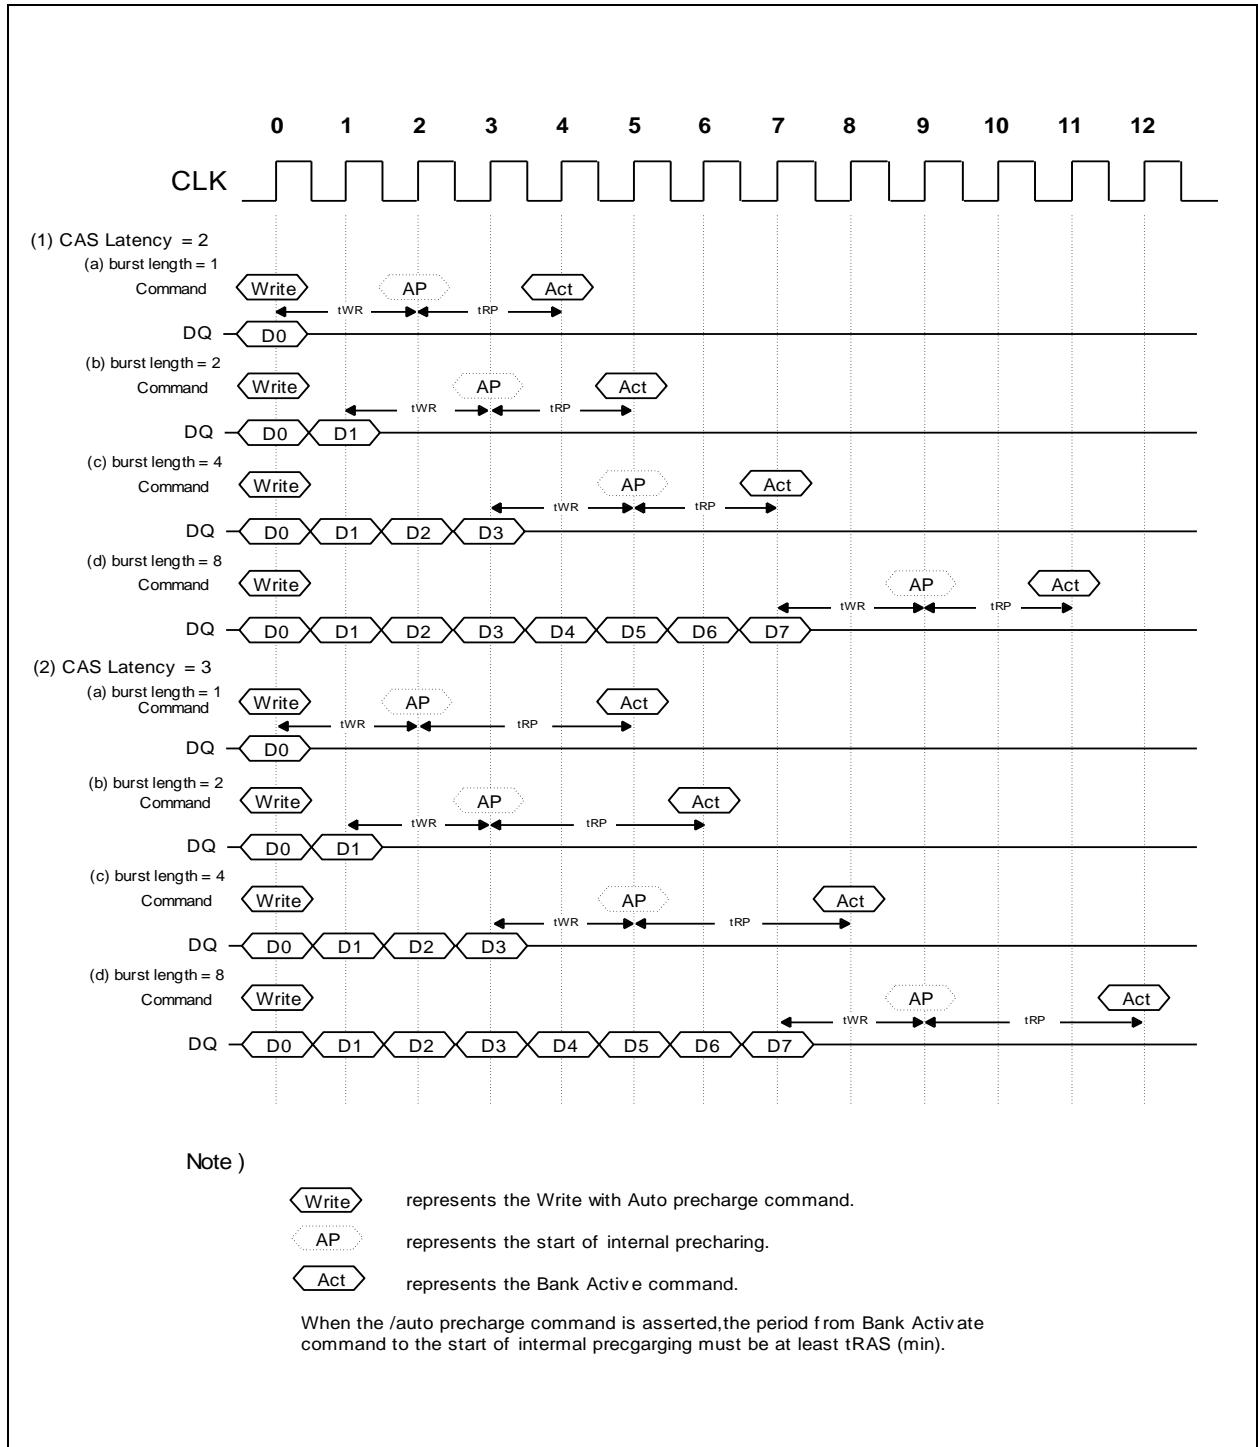 0 1 2 3 4 5 6 7 8 9 10 11 12
CLK
(1) CAS Latency = 2
(a) burst length = 1
Command Write AP Act
tWR tRP
DQ D0
(b) burst length = 2
Command Write AP Act
tWR tRP
DQ D0 D1
(c) burst length = 4
Command Write AP Act
tWR tRP
DQ D0 D1 D2 D3
(d) burst length = 8
Command Write AP Act
tWR tRP
DQ D0 D1 D2 D3 D4 D5 D6 D7
(2) CAS Latency = 3
(a) burst length = 1
Command Write AP Act
tWR tRP
DQ D0
(b) burst length = 2
Command Write AP Act
tWR tRP
DQ D0 D1
(c) burst length = 4
Command Write AP Act
tWR tRP
DQ D0 D1 D2 D3
(d) burst length = 8
Command Write AP Act
tWR tRP
DQ D0 D1 D2 D3 D4 D5 D6 D7
Note )
Write represents the Write with Auto precharge command.
AP represents the start of internal precharing.
Act represents the Bank Active command.
When the /auto precharge command is asserted,the period from Bank Activate
command to the start of internal precgarging must be at least tRAS (min).